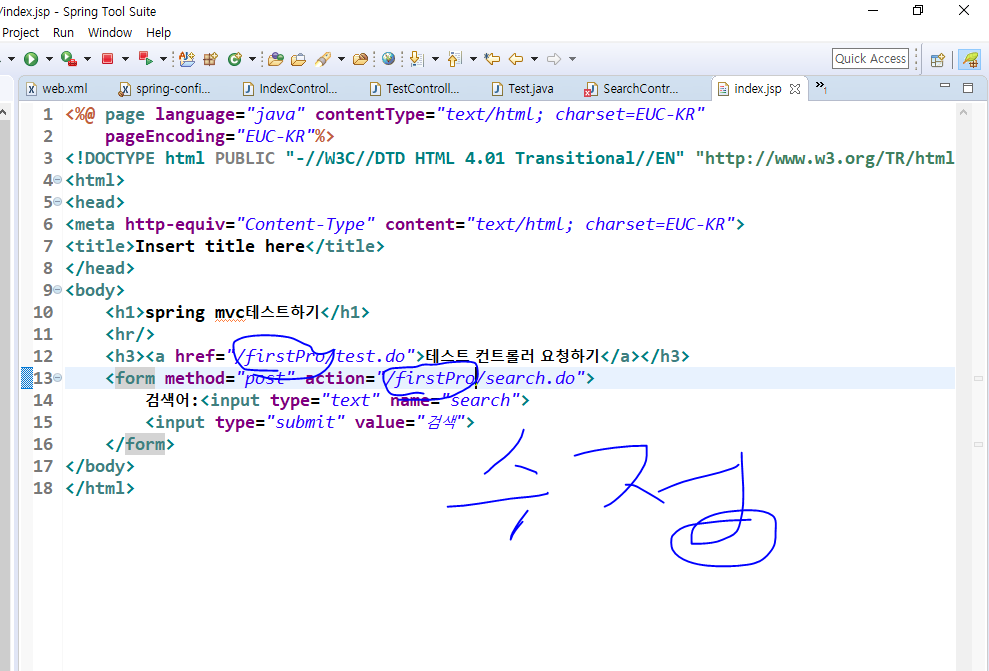 /index.jsp - Spring Tool Suite
Project Run Window Help
Quick Access
web.xml spring-confi... IndexControl... TestControll... Test.java SearchContr... index.jsp »1
1 <%@ page language="java" contentType="text/html; charset=EUC-KR"
2 pageEncoding="EUC-KR"%>
3 <!DOCTYPE html PUBLIC "-//W3C//DTD HTML 4.01 Transitional//EN" "http://www.w3.org/TR/html
4 <html>
5 <head>
6 <meta http-equiv="Content-Type" content="text/html; charset=EUC-KR">
7 <title>Insert title here</title>
8 </head>
9 <body>
10 <h1>spring mvc테스트하기</h1>
11 <hr/>
12 <h3><a href="/firstPro/test.do">테스트 컨트롤러 요청하기</a></h3>
13 <form method="post" action="/firstPro/search.do">
14 검색어:<input type="text" name="search">
15 <input type="submit" value="검색">
16 </form>
17 </body>
18 </html>
수정